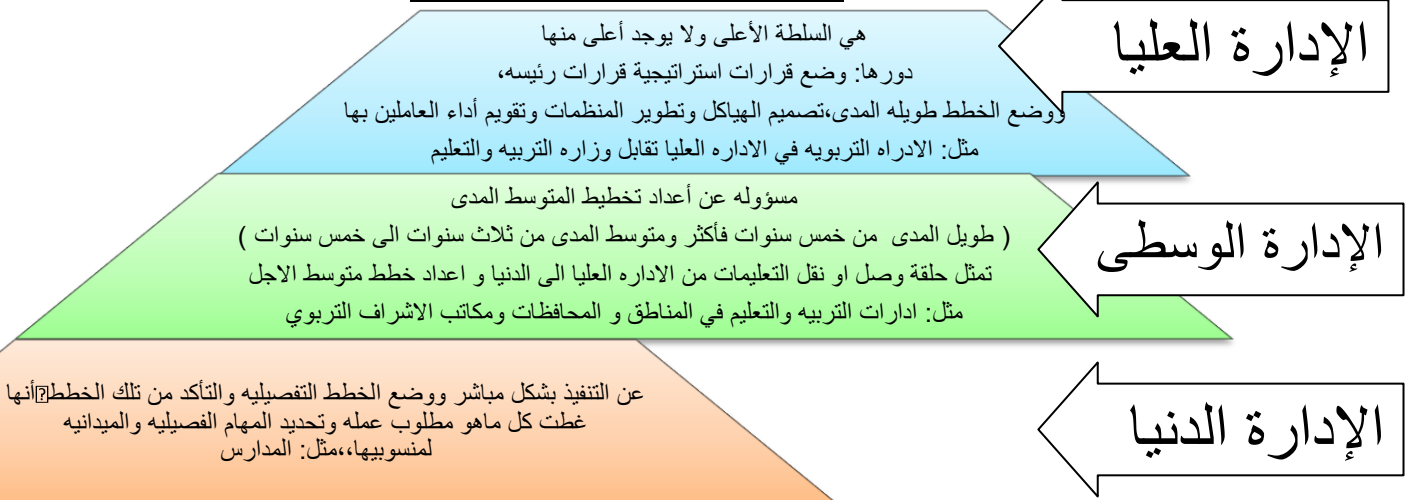 الإدارة العليا
هي السلطة الأعلى ولا يوجد أعلى منها
دورها: وضع قرارات استراتيجية قرارات رئيسه،
ووضع الخطط طويله المدى،تصميم الهياكل وتطوير المنظمات وتقويم أداء العاملين بها
مثل: الادراه التربويه في الاداره العليا تقابل وزاره التربيه والتعليم
الإدارة الوسطى
مسؤوله عن أعداد تخطيط المتوسط المدى
( طويل المدى من خمس سنوات فأكثر ومتوسط المدى من ثلاث سنوات الى خمس سنوات )
تمثل حلقة وصل او نقل التعليمات من الاداره العليا الى الدنيا و اعداد خطط متوسط الاجل
مثل: ادارات التربيه والتعليم في المناطق و المحافظات ومكاتب الاشراف التربوي
الإدارة الدنيا
عن التنفيذ بشكل مباشر ووضع الخطط التفصيليه والتأكد من تلك الخطط أنها
غطت كل ماهو مطلوب عمله وتحديد المهام الفصيليه والميدانيه
لمنسوبيها،،مثل: المدارس